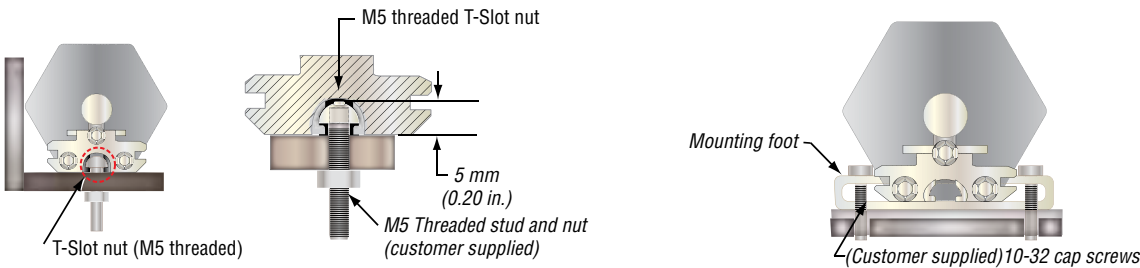 M5 threaded T-Slot nut
5 mm
(0.20 in.)
M5 Threaded stud and nut
(customer supplied)
T-Slot nut (M5 threaded)
Mounting foot
(Customer supplied)10-32 cap screws